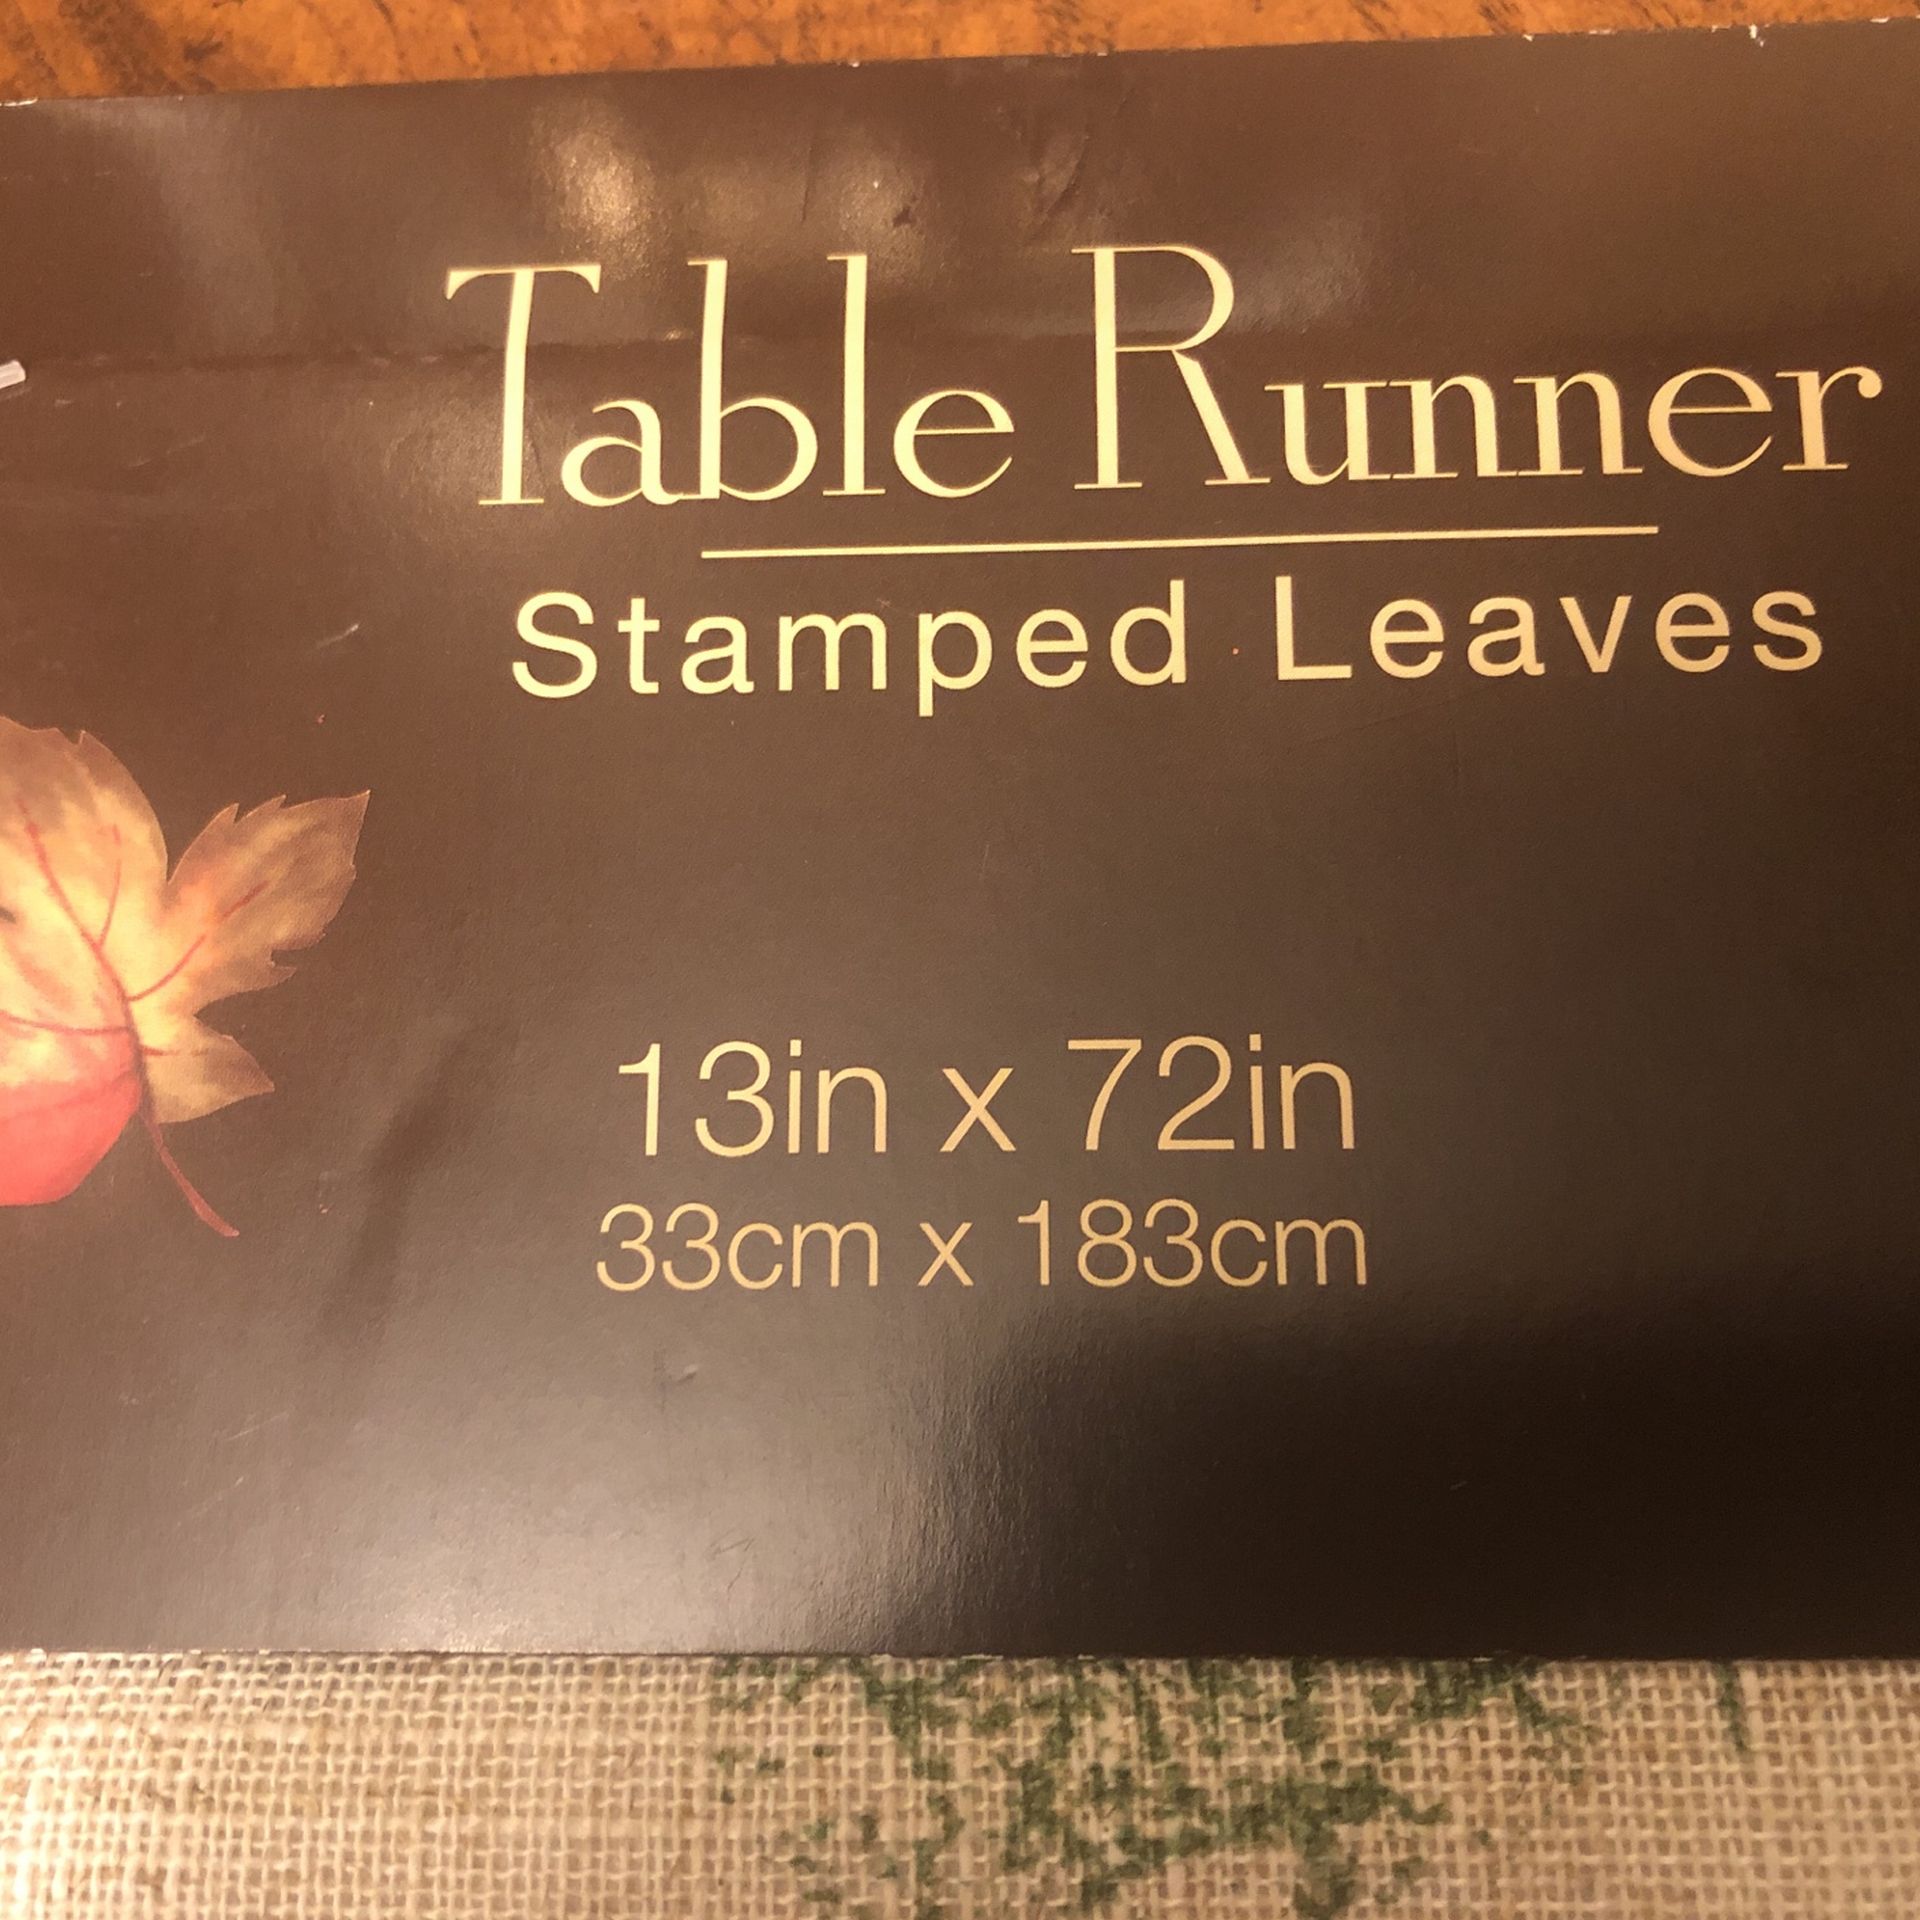 Table Runner
Stamped Leaves
13in x 72in
33cm x 183cm